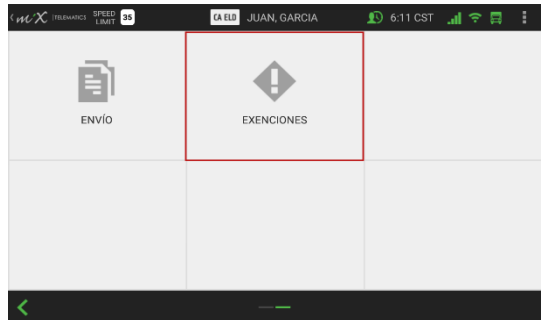 miX TELEMATICS SPEED LIMIT 35 CA ELD JUAN, GARCIA 6:11 CST
ENVÍO EXENCIONES